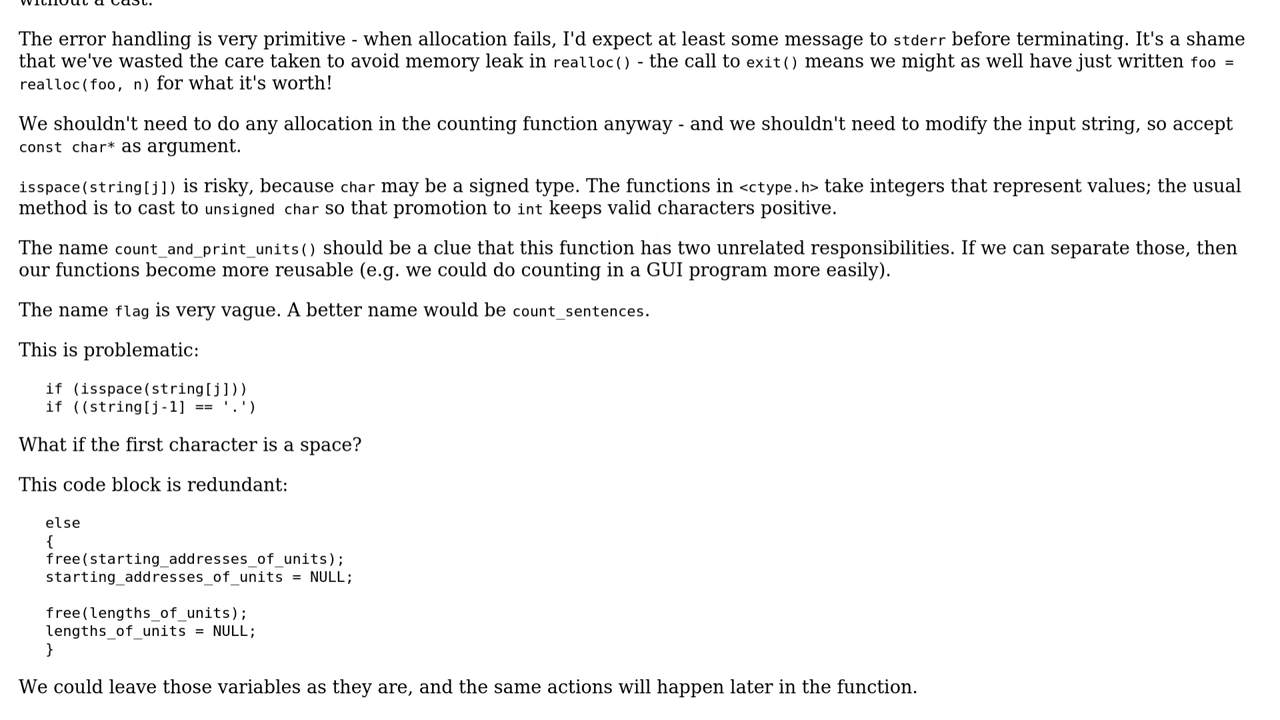 without a cast.
The error handling is very primitive - when allocation fails, I'd expect at least some message to stderr before terminating. It's a shame
that we've wasted the care taken to avoid memory leak in realloc() - the call to exit() means we might as well have just written foo =
realloc(foo, n) for what it's worth!
We shouldn't need to do any allocation in the counting function anyway - and we shouldn't need to modify the input string, so accept
const char* as argument.
isspace(string[j]) is risky, because char may be a signed type. The functions in <ctype.h> take integers that represent values; the usual
method is to cast to unsigned char so that promotion to int keeps valid characters positive.
The name count_and_print_units() should be a clue that this function has two unrelated responsibilities. If we can separate those, then
our functions become more reusable (e.g. we could do counting in a GUI program more easily).
The name flag is very vague. A better name would be count_sentences.
This is problematic:
if (isspace(string[j]))
if ((string[j-1] == '.')
What if the first character is a space?
This code block is redundant:
else
{
free(starting_addresses_of_units);
starting_addresses_of_units = NULL;
free(lengths_of_units);
lengths_of_units = NULL;
}
We could leave those variables as they are, and the same actions will happen later in the function.